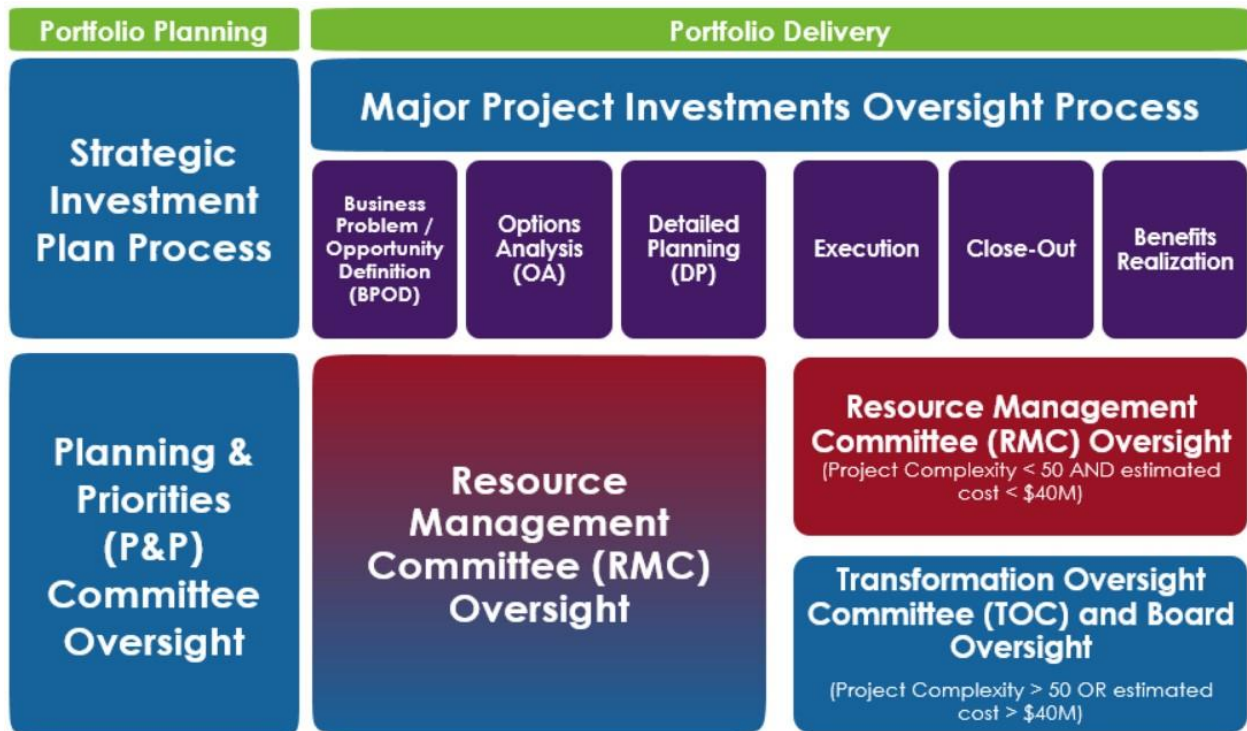 Portfolio Planning
Portfolio Delivery
Strategic
Investment
Plan Process
Major Project Investments Oversight Process
Business
Problem /
Opportunity
Definition
(BPOD)
Options
Analysis
(OA)
Detailed
Planning
(DP)
Execution
Close-Out
Benefits
Realization
Planning &
Priorities
(P&P)
Committee
Oversight
Resource
Management
Committee (RMC)
Oversight
Resource Management
Committee (RMC) Oversight
(Project Complexity < 50 AND estimated
cost < $40M)
Transformation Oversight
Committee (TOC) and Board
Oversight
(Project Complexity > 50 OR estimated
cost > $40M)